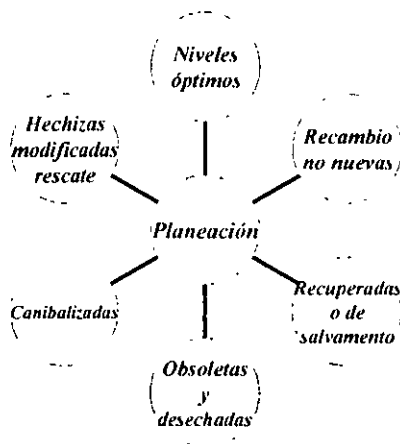 Niveles
óptimos
Hechizas
modificadas
rescate
Recambio
no nuevas
Planeación
Canibalizadas
Recuperadas
o de
salvamento
Obsoletas
y
desechadas